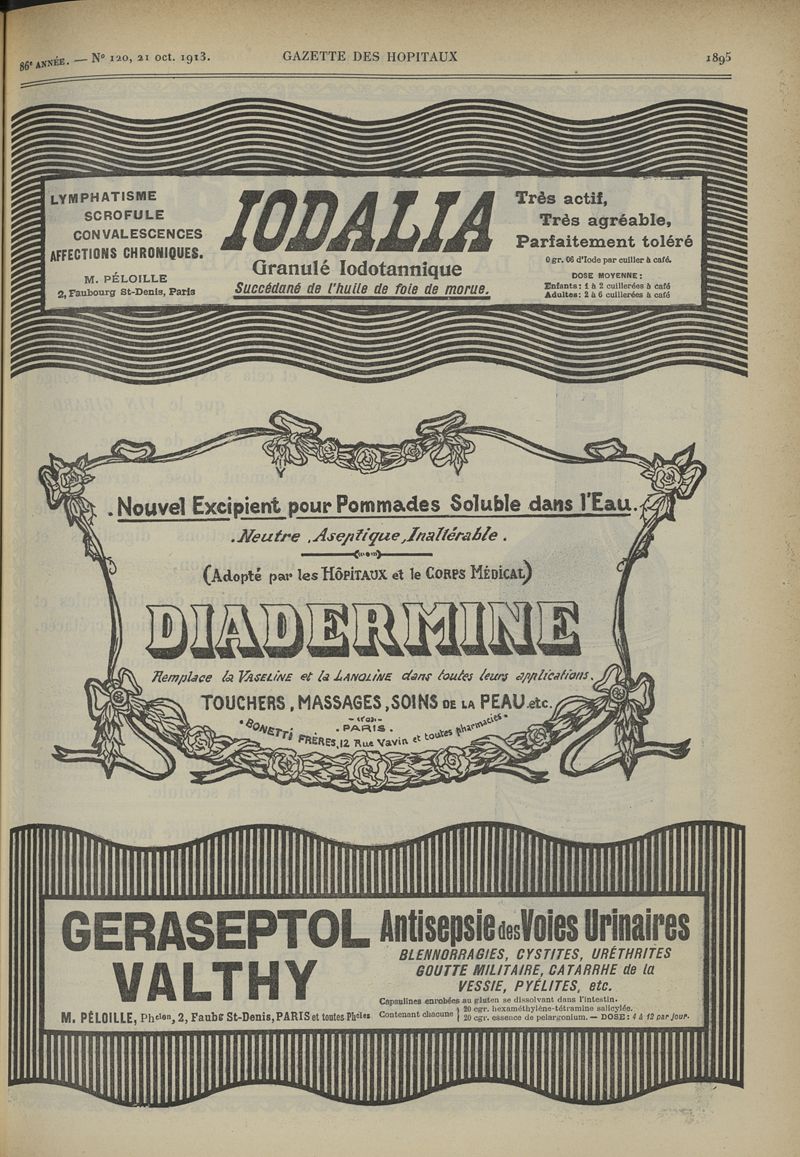 86e ANNÉE. — No 120, 21 oct. 1913. GAZETTE DES HOPITAUX 1895
LYMPHATISME
SCROFULE
CONVALESCENCES
AFFECTIONS CHRONIQUES.
M. PÉLOILLE
2, Faubourg St-Denis, Paris
IODALIA
Granulé Iodotannique
Succédané de l'huile de foie de morue.
Très actif,
Très agréable,
Parfaitement toléré
0 gr. 06 d'Iode par cuiller à café.
DOSE MOYENNE:
Enfants: 1 à 2 cuillerées à café
Adultes: 2 à 6 cuillerées à café
.Nouvel Excipient pour Pommades Soluble dans l'Eau.
.Neutre, Aseptique, Inaltérable.
(Adopté par les HÔPITAUX et le CORPS MÉDICAL)
DIADERMINE
Remplace la VASELINE et la LANOLINE dans toutes leurs applications.
TOUCHERS, MASSAGES, SOINS DE LA PEAU.etc.
.PARIS.
•BONETTI FRÈRES, 12 Rue Vavin et toutes pharmacies•
GERASEPTOL
VALTHY
M. PÉLOILLE, Phcien, 2, Faubg St-Denis, PARIS et toutes Phcies
Antisepsie des Voies Urinaires
BLENNORRAGIES, CYSTITES, URÉTHRITES
GOUTTE MILITAIRE, CATARRHE de la
VESSIE, PYÉLITES, etc.
Capsulines enrobées au gluten se dissolvant dans l'intestin.
Contenant chacune { 20 cgr. hexaméthylène-tétramine salicylée.
20 cgr. essence de pelargonium. — DOSE: 4 à 12 par jour.